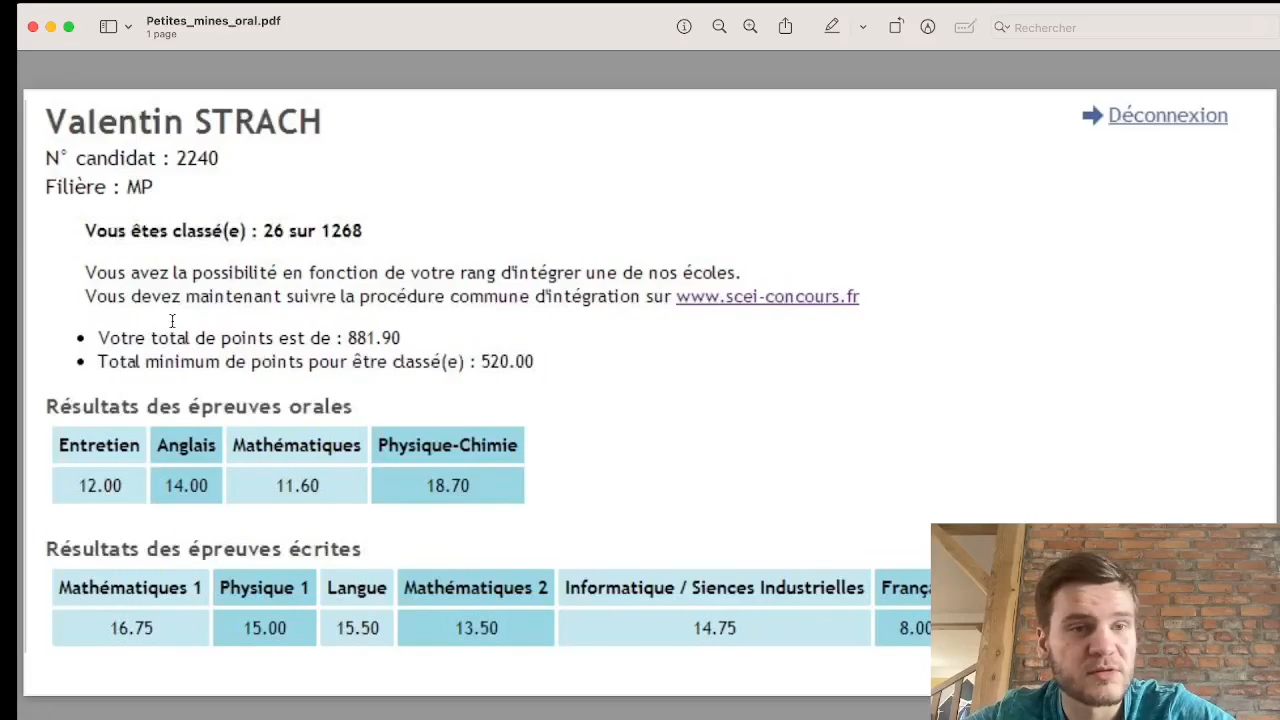 Petites_mines_oral.pdf
1 page
Rechercher
Valentin STRACH
Déconnexion
N° candidat : 2240
Filière : MP
Vous êtes classé(e) : 26 sur 1268
Vous avez la possibilité en fonction de votre rang d'intégrer une de nos écoles.
Vous devez maintenant suivre la procédure commune d'intégration sur www.scei-concours.fr
• Votre total de points est de : 881.90
• Total minimum de points pour être classé(e) : 520.00
Résultats des épreuves orales
Entretien Anglais Mathématiques Physique-Chimie
12.00 14.00 11.60 18.70
Résultats des épreuves écrites
Mathématiques 1 Physique 1 Langue Mathématiques 2 Informatique / Siences Industrielles
16.75 15.00 15.50 13.50 14.75 8.00